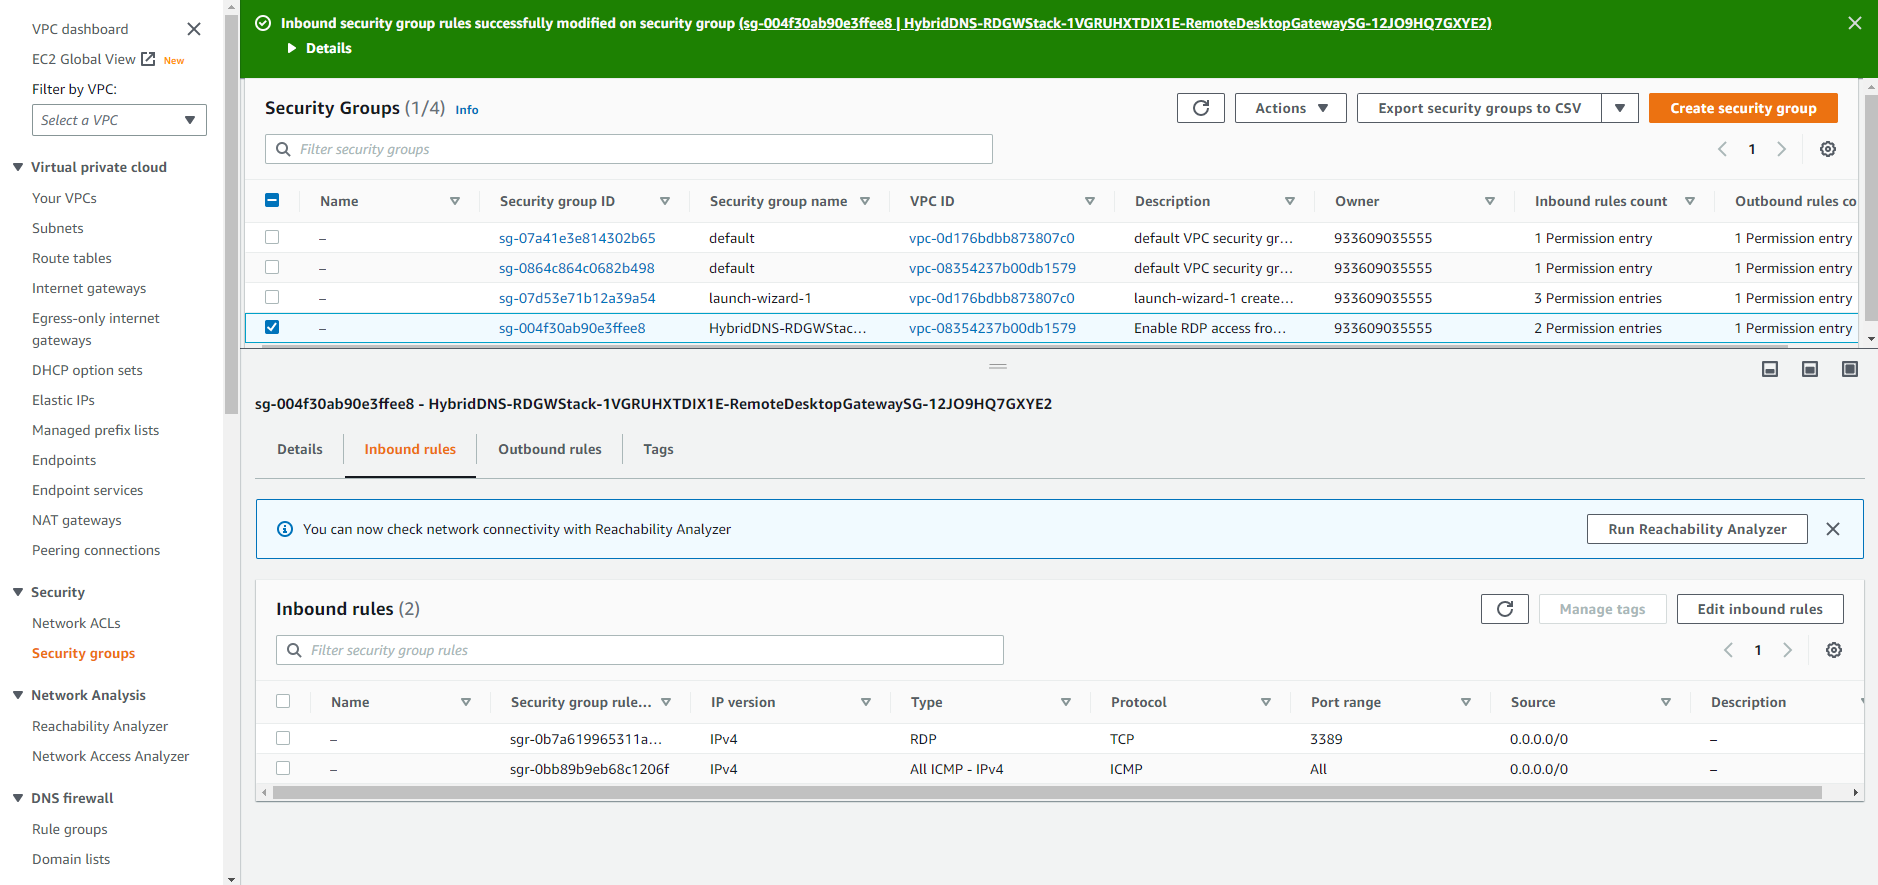 VPC dashboard
EC2 Global View New
Filter by VPC:
Select a VPC
Virtual private cloud
Your VPCs
Subnets
Route tables
Internet gateways
Egress-only internet
gateways
DHCP option sets
Elastic IPs
Managed prefix lists
Endpoints
Endpoint services
NAT gateways
Peering connections
Security
Network ACLs
Security groups
Network Analysis
Reachability Analyzer
Network Access Analyzer
DNS firewall
Rule groups
Domain lists
Inbound security group rules successfully modified on security group (sg-004f30ab90e3ffee8 | HybridDNS-RDGWStack-1VGRUHXTDIX1E-RemoteDesktopGatewaySG-12JO9HQ7GXYE2)
Details
Security Groups (1/4) Info
Actions
Export security groups to CSV
Create security group
Filter security groups
1
Name Security group ID Security group name VPC ID Description Owner Inbound rules count Outbound rules co
– sg-07a41e3e814302b65 default vpc-0d176bdbb873807c0 default VPC security gr... 933609035555 1 Permission entry 1 Permission entry
– sg-0864c864c0682b498 default vpc-08354237b00db1579 default VPC security gr... 933609035555 1 Permission entry 1 Permission entry
– sg-07d53e71b12a39a54 launch-wizard-1 vpc-0d176bdbb873807c0 launch-wizard-1 create... 933609035555 3 Permission entries 1 Permission entry
– sg-004f30ab90e3ffee8 HybridDNS-RDGWStac... vpc-08354237b00db1579 Enable RDP access fro... 933609035555 2 Permission entries 1 Permission entry
sg-004f30ab90e3ffee8 - HybridDNS-RDGWStack-1VGRUHXTDIX1E-RemoteDesktopGatewaySG-12JO9HQ7GXYE2
Details Inbound rules Outbound rules Tags
You can now check network connectivity with Reachability Analyzer
Run Reachability Analyzer
Inbound rules (2)
Manage tags
Edit inbound rules
Filter security group rules
1
Name Security group rule... IP version Type Protocol Port range Source Description
– sgr-0b7a619965311a... IPv4 RDP TCP 3389 0.0.0.0/0 –
– sgr-0bb89b9eb68c1206f IPv4 All ICMP - IPv4 ICMP All 0.0.0.0/0 –